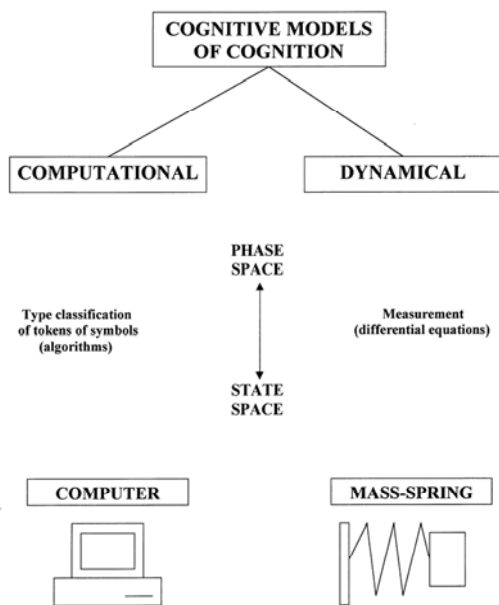 COGNITIVE MODELS
OF COGNITION
COMPUTATIONAL
DYNAMICAL
PHASE
SPACE
Type classification
of tokens of symbols
(algorithms)
Measurement
(differential equations)
STATE
SPACE
COMPUTER
MASS-SPRING